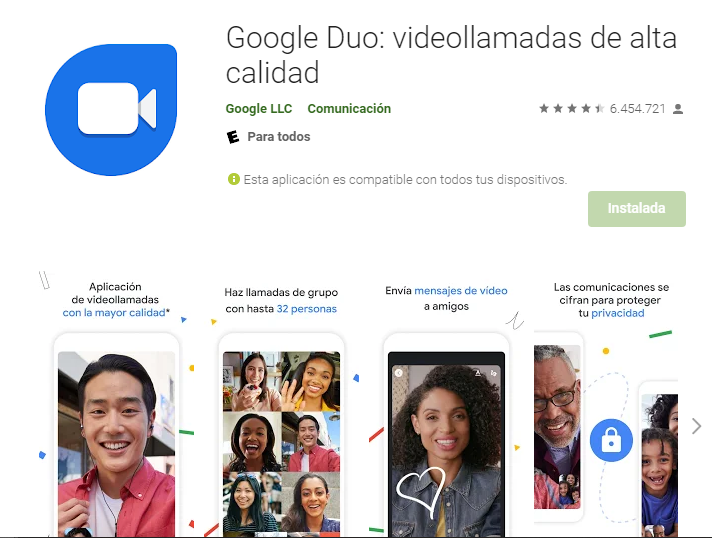 Google Duo: videollamadas de alta
calidad
Google LLC Comunicación
6.454.721
E Para todos
Esta aplicación es compatible con todos tus dispositivos.
Instalada
Aplicación
de videollamadas
con la mayor calidad*
Haz llamadas de grupo
con hasta 32 personas
Envía mensajes de vídeo
a amigos
Las comunicaciones se
cifran para proteger
tu privacidad